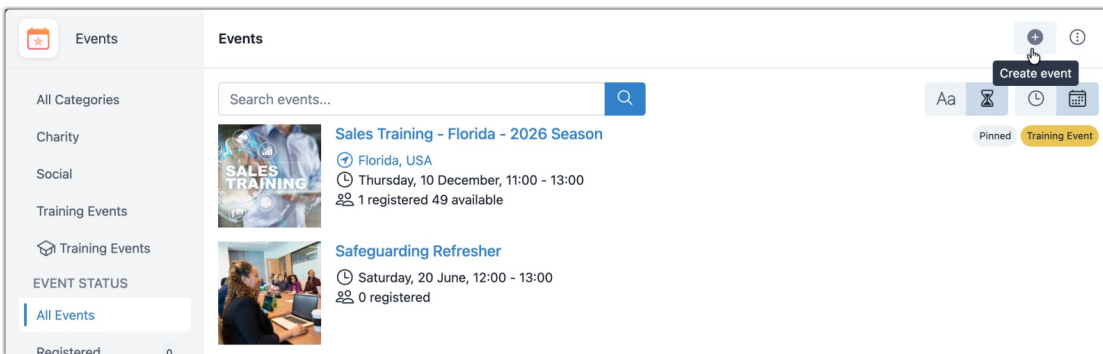 Events
Events
Create event
All Categories
Charity
Social
Training Events
Training Events
EVENT STATUS
All Events
Registered 0
Search events...
Aa
Sales Training - Florida - 2026 Season
Pinned Training Event
Florida, USA
Thursday, 10 December, 11:00 - 13:00
1 registered 49 available
SALES
TRAINING
Safeguarding Refresher
Saturday, 20 June, 12:00 - 13:00
0 registered